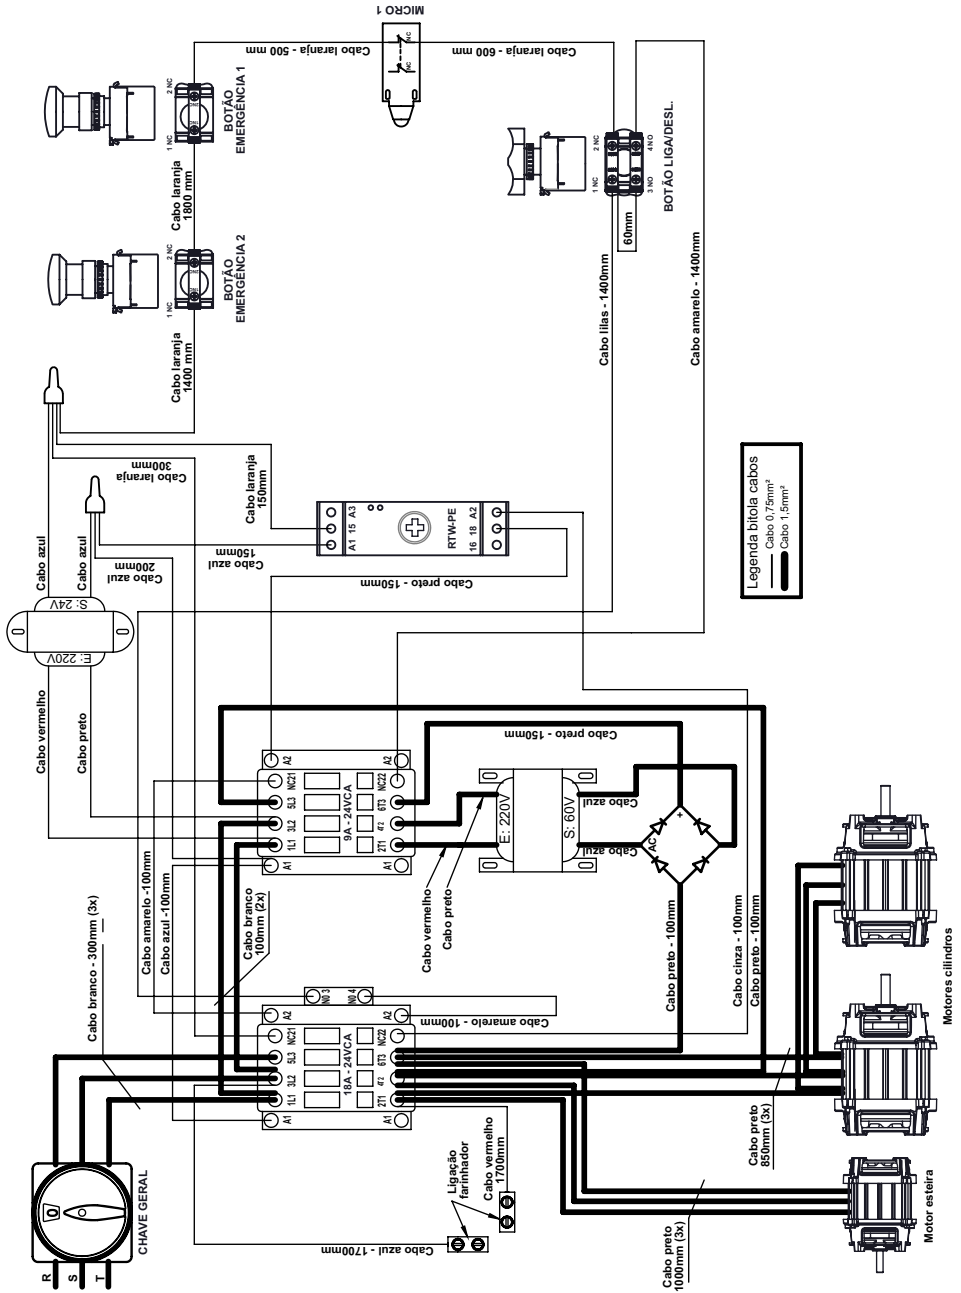 MICRO 1
NC
NC
Cabo laranja - 500 mm
Cabo laranja - 600 mm
2 NC
1 NC
BOTÃO
EMERGÊNCIA 1
Cabo laranja
1800 mm
2 NC
1 NC
BOTÃO
EMERGÊNCIA 2
Cabo laranja
1400 mm
2 NC
1 NC
4 NO
3 NO
BOTÃO LIGA/DESL.
60mm
Cabo lilas - 1400mm
Cabo amarelo - 1400mm
Cabo laranja
300mm
Cabo laranja
150mm
Cabo azul
Cabo azul
Cabo azul
200mm
Cabo azul
150mm
S: 24V
E: 220V
Cabo vermelho
Cabo preto
A1 15 A3
RTW-PE
16 18 A2
Cabo preto - 150mm
Legenda bitola cabos
Cabo 0,75mm²
Cabo 1,5mm²
A2
NC21
5L3
3L2
1L1
A1
9A - 24VCA
A2
NC22
6T3
4T2
2T1
A1
Cabo preto - 150mm
E: 220V
S: 60V
Cabo azul
Cabo azul
AC
+
Cabo vermelho
Cabo preto
Cabo branco - 300mm (3x)
Cabo amarelo -100mm
Cabo azul -100mm
Cabo branco
100mm (2x)
Cabo preto - 100mm
Cabo cinza - 100mm
Cabo preto - 100mm
N0 3
N0 4
Cabo amarelo - 100mm
A2
NC21
5L3
3L2
1L1
A1
18A - 24VCA
A2
NC22
6T3
4T2
2T1
A1
R
S
T
0
CHAVE GERAL
Cabo azul - 1700mm
Ligação
farinhador
Cabo vermelho
1700mm
Cabo preto
850mm (3x)
Cabo preto
1000mm (3x)
Motores cilindros
Motor esteira